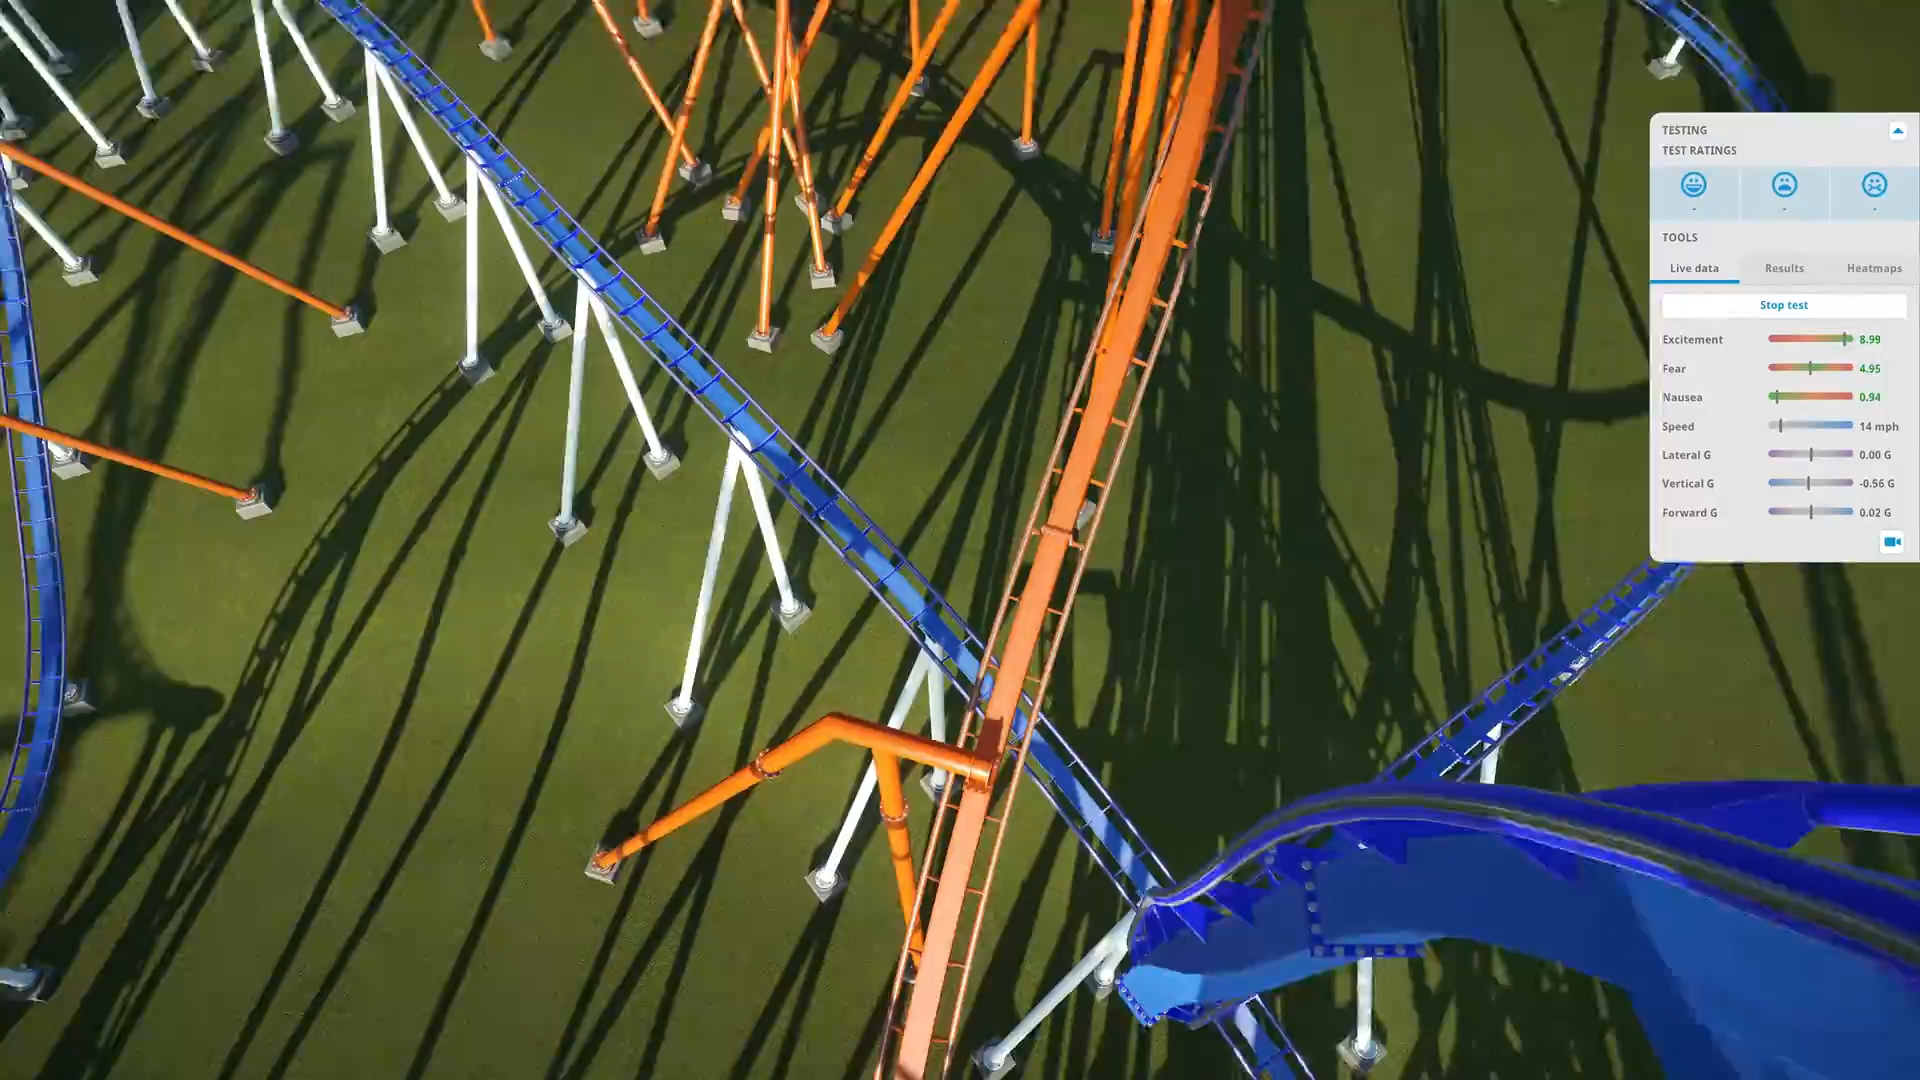 TESTING
TEST RATINGS
- - -
TOOLS
Live data Results Heatmaps
Stop test
Excitement 8.99
Fear 4.95
Nausea 0.94
Speed 14 mph
Lateral G 0.00 G
Vertical G -0.56 G
Forward G 0.02 G